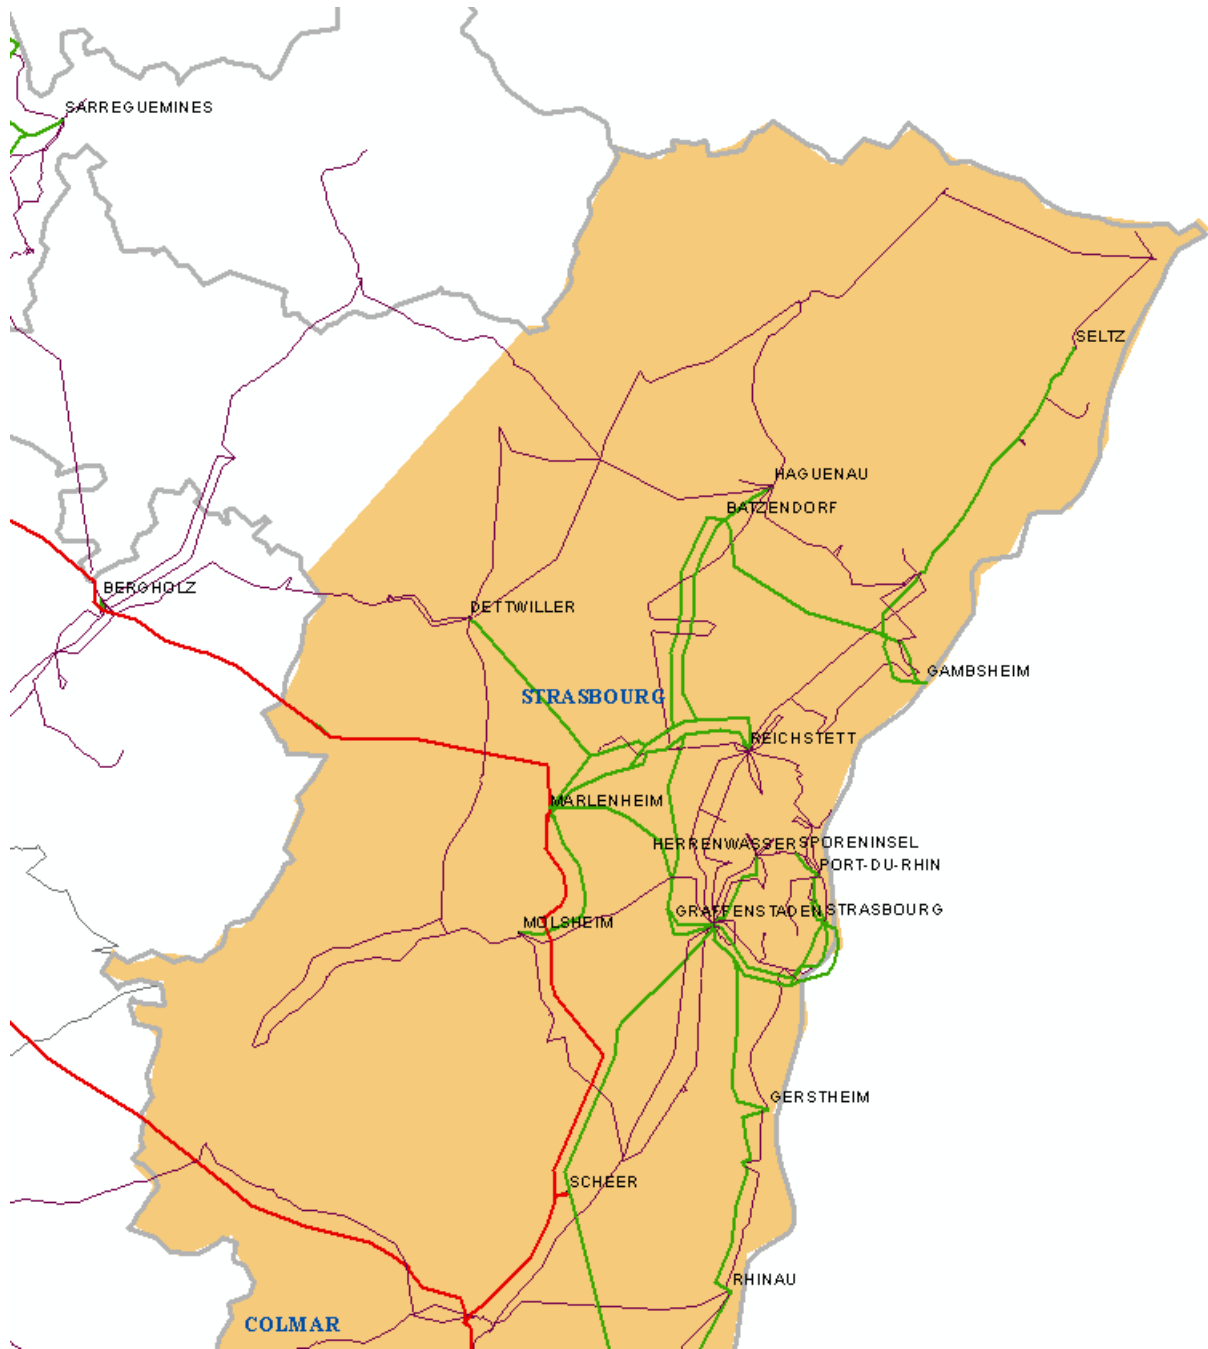 SARREGUEMINES
SELTZ
HAGUENAU
BATZENDORF
BERGHOLZ
DETTWILLER
GAMBSHEIM
STRASBOURG
REICHSTETT
MARLENHEIM
HERRENWASSER SPORENINSEL
PORT-DU-RHIN
GRAFFENSTADEN STRASBOURG
MOLSHEIM
GERSTHEIM
SCHEER
RHINAU
COLMAR